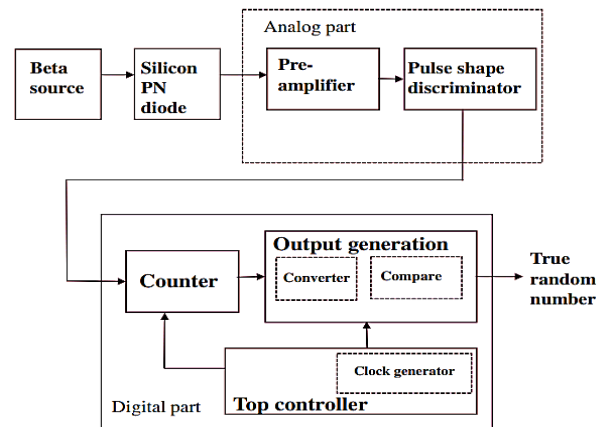 Analog part
Beta
source
Silicon
PN
diode
Pre-
amplifier
Pulse shape
discriminator
Output generation
Converter
Compare
Counter
True
random
number
Clock generator
Top controller
Digital part